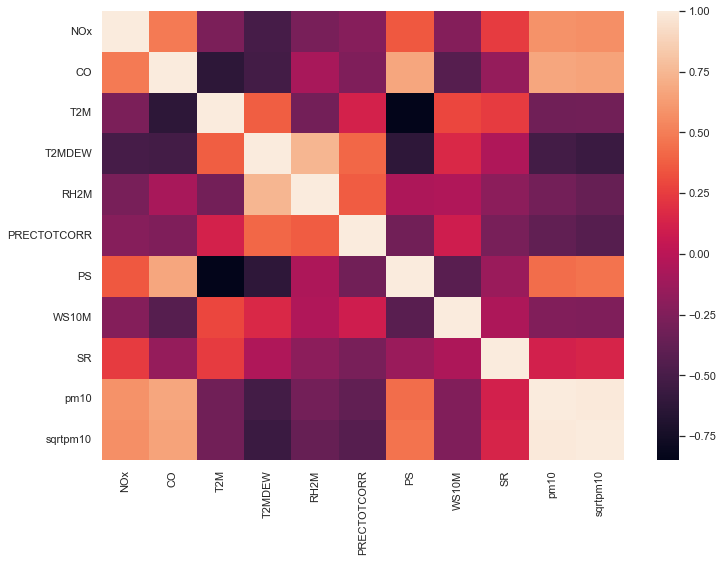 NOx
CO
T2M
T2MDEW
RH2M
PRECTOTCORR
PS
WS10M
SR
pm10
sqrtpm10
NOx
CO
T2M
T2MDEW
RH2M
PRECTOTCORR
PS
WS10M
SR
pm10
sqrtpm10
1.00
0.75
0.50
0.25
0.00
−0.25
−0.50
−0.75